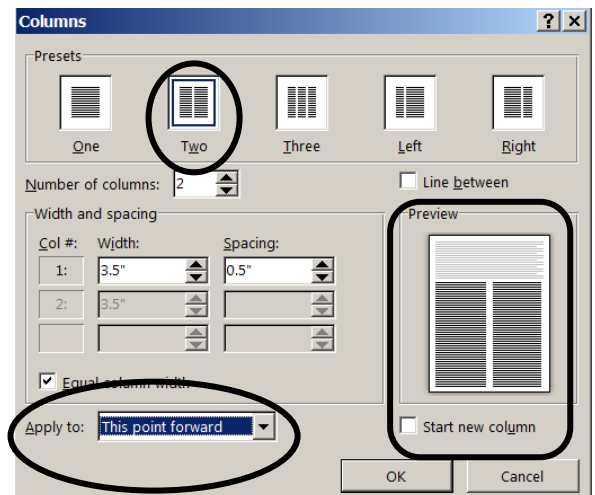 Columns
Presets
One Two Three Left Right
Number of columns: 2 Line between
Width and spacing Preview
Col #: Width: Spacing:
1: 3.5" 0.5"
2: 3.5"
Equal column width
Apply to: This point forward Start new column
OK Cancel